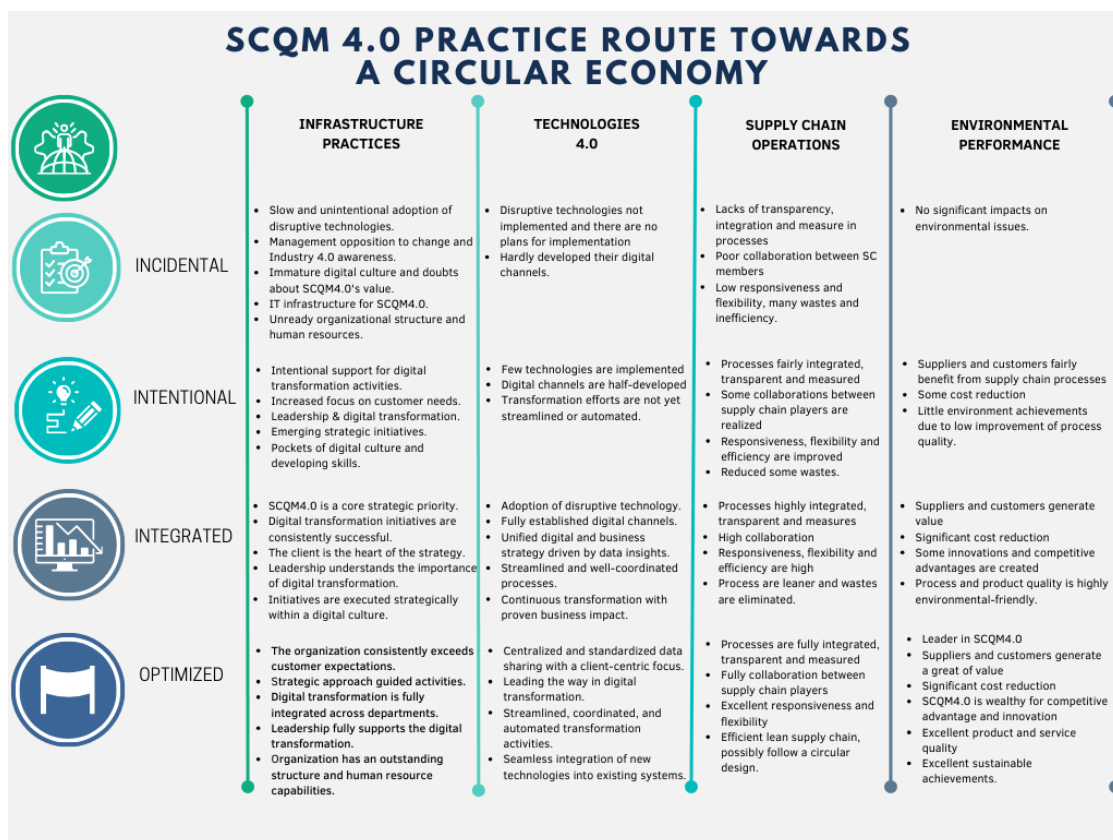 SCQM 4.0 PRACTICE ROUTE TOWARDS
A CIRCULAR ECONOMY
INFRASTRUCTURE
PRACTICES
TECHNOLOGIES
4.0
SUPPLY CHAIN
OPERATIONS
ENVIRONMENTAL
PERFORMANCE
INCIDENTAL
• Slow and unintentional adoption of
disruptive technologies.
• Management opposition to change and
Industry 4.0 awareness.
• Immature digital culture and doubts
about SCQM4.0's value.
• IT infrastructure for SCQM4.0.
• Unready organizational structure and
human resources.
• Disruptive technologies not
implemented and there are no
plans for implementation
• Hardly developed their digital
channels.
• Lacks of transparency,
integration and measure in
processes
• Poor collaboration between SC
members
• Low responsiveness and
flexibility, many wastes and
inefficiency.
• No significant impacts on
environmental issues.
INTENTIONAL
• Intentional support for digital
transformation activities.
• Increased focus on customer needs.
• Leadership & digital transformation.
• Emerging strategic initiatives.
• Pockets of digital culture and
developing skills.
• Few technologies are implemented
• Digital channels are half-developed
• Transformation efforts are not yet
streamlined or automated.
• Processes fairly integrated,
transparent and measured
• Some collaborations between
supply chain players are
realized
• Responsiveness, flexibility and
efficiency are improved
• Reduced some wastes.
• Suppliers and customers fairly
benefit from supply chain processes
• Some cost reduction
• Little environment achievements
due to low improvement of process
quality.
INTEGRATED
• SCQM4.0 is a core strategic priority.
• Digital transformation initiatives are
consistently successful.
• The client is the heart of the strategy.
• Leadership understands the importance
of digital transformation.
• Initiatives are executed strategically
within a digital culture.
• Adoption of disruptive technology.
• Fully established digital channels.
• Unified digital and business
strategy driven by data insights.
• Streamlined and well-coordinated
processes.
• Continuous transformation with
proven business impact.
• Processes highly integrated,
transparent and measures
• High collaboration
• Responsiveness, flexibility and
efficiency are high
• Process are leaner and wastes
are eliminated.
• Suppliers and customers generate
value
• Significant cost reduction
• Some innovations and competitive
advantages are created
• Process and product quality is highly
environmental-friendly.
OPTIMIZED
• The organization consistently exceeds
customer expectations.
• Strategic approach guided activities.
• Digital transformation is fully
integrated across departments.
• Leadership fully supports the digital
transformation.
• Organization has an outstanding
structure and human resource
capabilities.
• Centralized and standardized data
sharing with a client-centric focus.
• Leading the way in digital
transformation.
• Streamlined, coordinated, and
automated transformation
activities.
• Seamless integration of new
technologies into existing systems.
• Processes are fully integrated,
transparent and measured
• Fully collaboration between
supply chain players
• Excellent responsiveness and
flexibility
• Efficient lean supply chain,
possibly follow a circular
design.
• Leader in SCQM4.0
• Suppliers and customers generate
a great of value
• Significant cost reduction
• SCQM4.0 is wealthy for competitive
advantage and innovation
• Excellent product and service
quality
• Excellent sustainable
achievements.